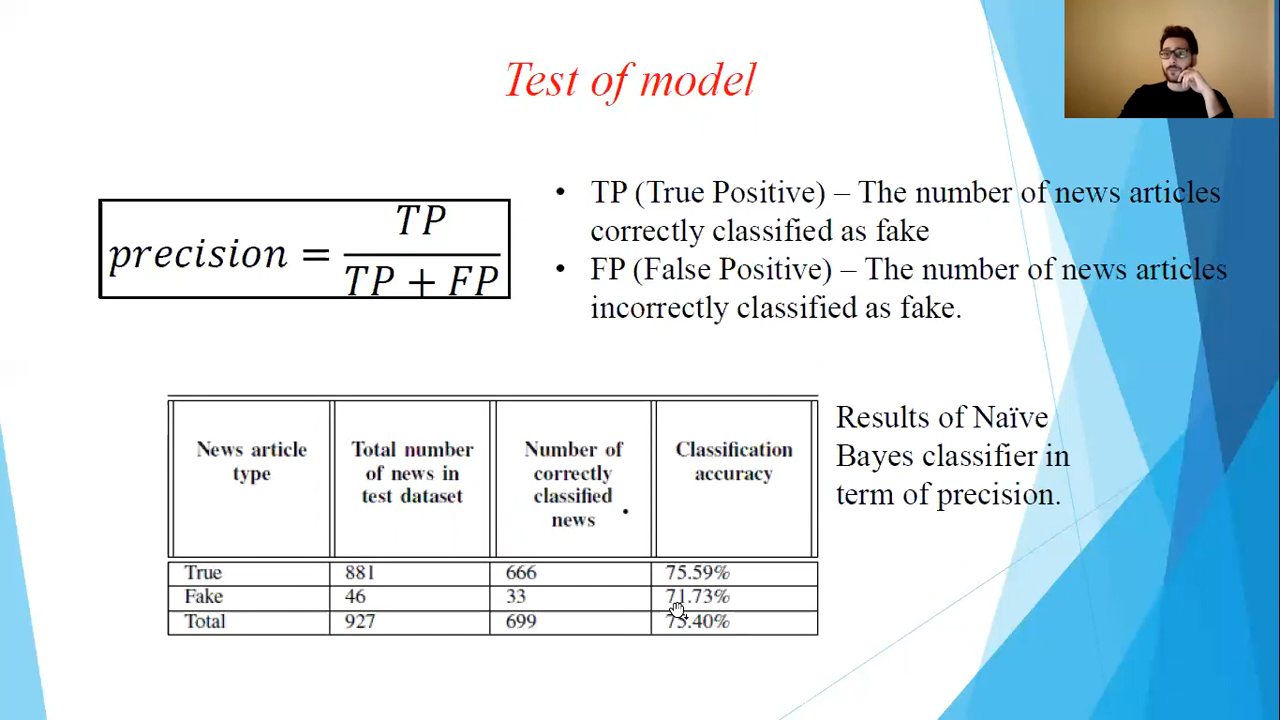 Test of model
precision = TP / TP + FP
• TP (True Positive) – The number of news articles
correctly classified as fake
• FP (False Positive) – The number of news articles
incorrectly classified as fake.
News article
type
Total number
of news in
test dataset
Number of
correctly
classified
news
Classification
accuracy
True 881 666 75.59%
Fake 46 33 71.73%
Total 927 699 75.40%
Results of Naïve
Bayes classifier in
term of precision.